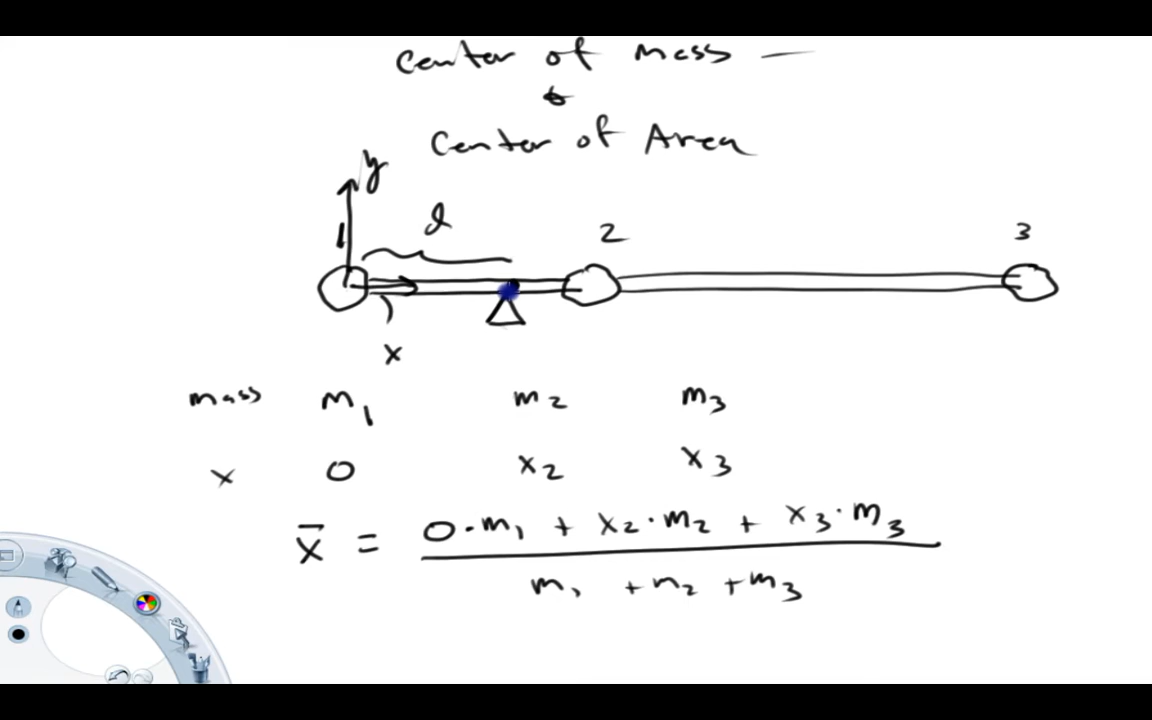 Center of Mass —
&
Center of Area
y
1 d 2 3
x
mass m₁ m₂ m₃
x 0 x₂ x₃
x̄ = (0·m₁ + x₂·m₂ + x₃·m₃) / (m₁ + m₂ + m₃)